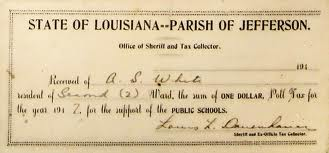 STATE OF LOUISIANA--PARISH OF JEFFERSON.
Office of Sheriff and Tax Collector.
191
Received of A. S. White
resident of Second (2) Ward, the sum of ONE DOLLAR, Poll Tax for
the year 191 2, for the support of the PUBLIC SCHOOLS.
Louis L.
Sheriff and Ex-Officio Tax Collector.